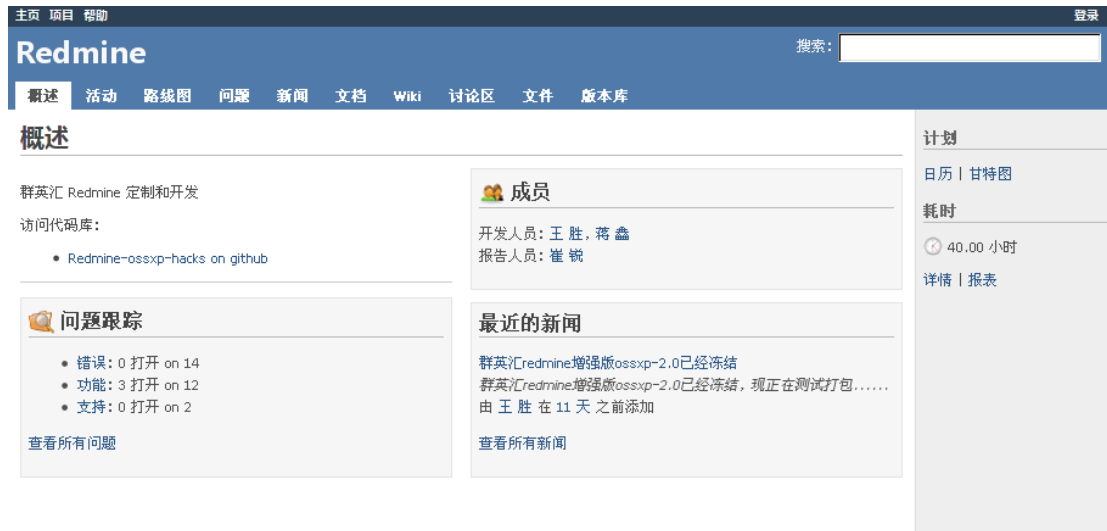 主页 项目 帮助 登录
Redmine
搜索:
概述 活动 路线图 问题 新闻 文档 Wiki 讨论区 文件 版本库
概述
群英汇 Redmine 定制和开发
访问代码库:
• Redmine-ossxp-hacks on github
问题跟踪
• 错误: 0 打开 on 14
• 功能: 3 打开 on 12
• 支持: 0 打开 on 2
查看所有问题
成员
开发人员: 王 胜, 蒋 鑫
报告人员: 崔 锐
最近的新闻
群英汇redmine增强版ossxp-2.0已经冻结
群英汇redmine增强版ossxp-2.0已经冻结，现正在测试打包......
由 王 胜 在 11 天 之前添加
查看所有新闻
计划
日历 | 甘特图
耗时
40.00 小时
详情 | 报表